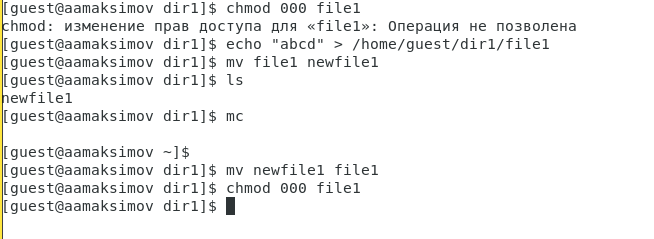 [guest@aamaksimov dir1]$ chmod 000 file1
chmod: изменение прав доступа для «file1»: Операция не позволена
[guest@aamaksimov dir1]$ echo "abcd" > /home/guest/dir1/file1
[guest@aamaksimov dir1]$ mv file1 newfile1
[guest@aamaksimov dir1]$ ls
newfile1
[guest@aamaksimov dir1]$ mc
[guest@aamaksimov ~]$
[guest@aamaksimov dir1]$ mv newfile1 file1
[guest@aamaksimov dir1]$ chmod 000 file1
[guest@aamaksimov dir1]$